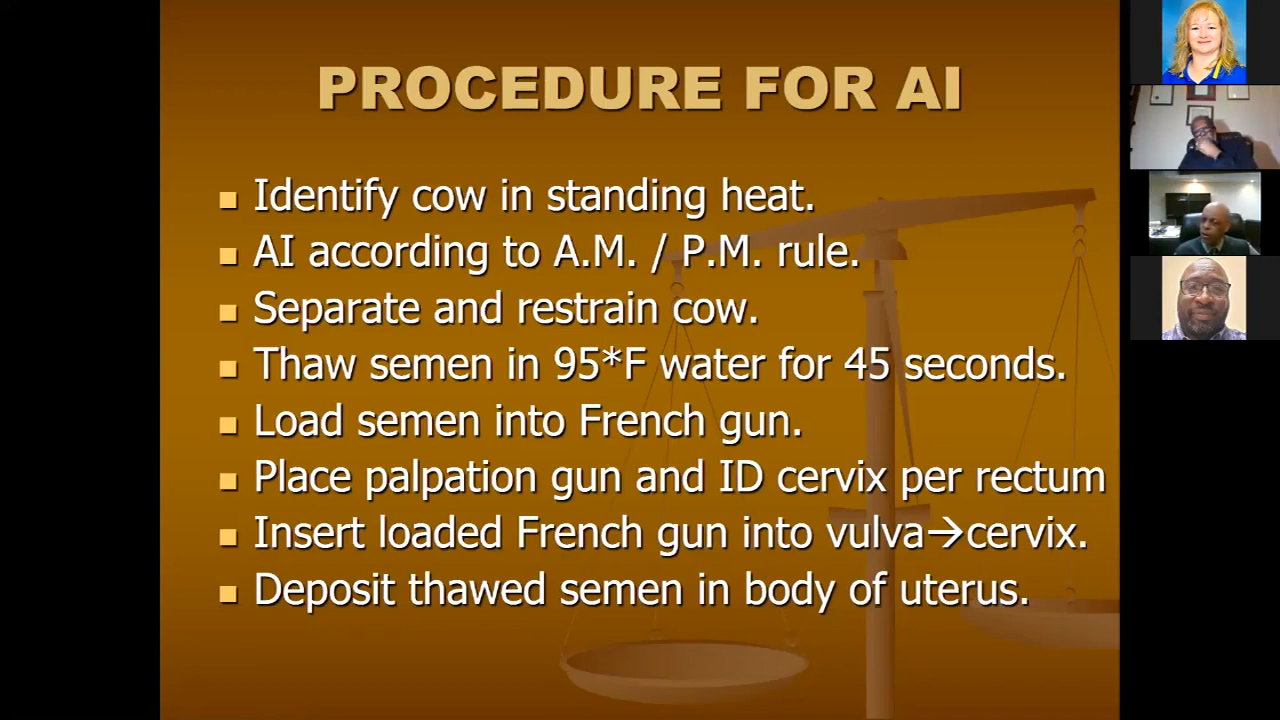 PROCEDURE FOR AI
Identify cow in standing heat.
AI according to A.M. / P.M. rule.
Separate and restrain cow.
Thaw semen in 95*F water for 45 seconds.
Load semen into French gun.
Place palpation gun and ID cervix per rectum
Insert loaded French gun into vulva→cervix.
Deposit thawed semen in body of uterus.